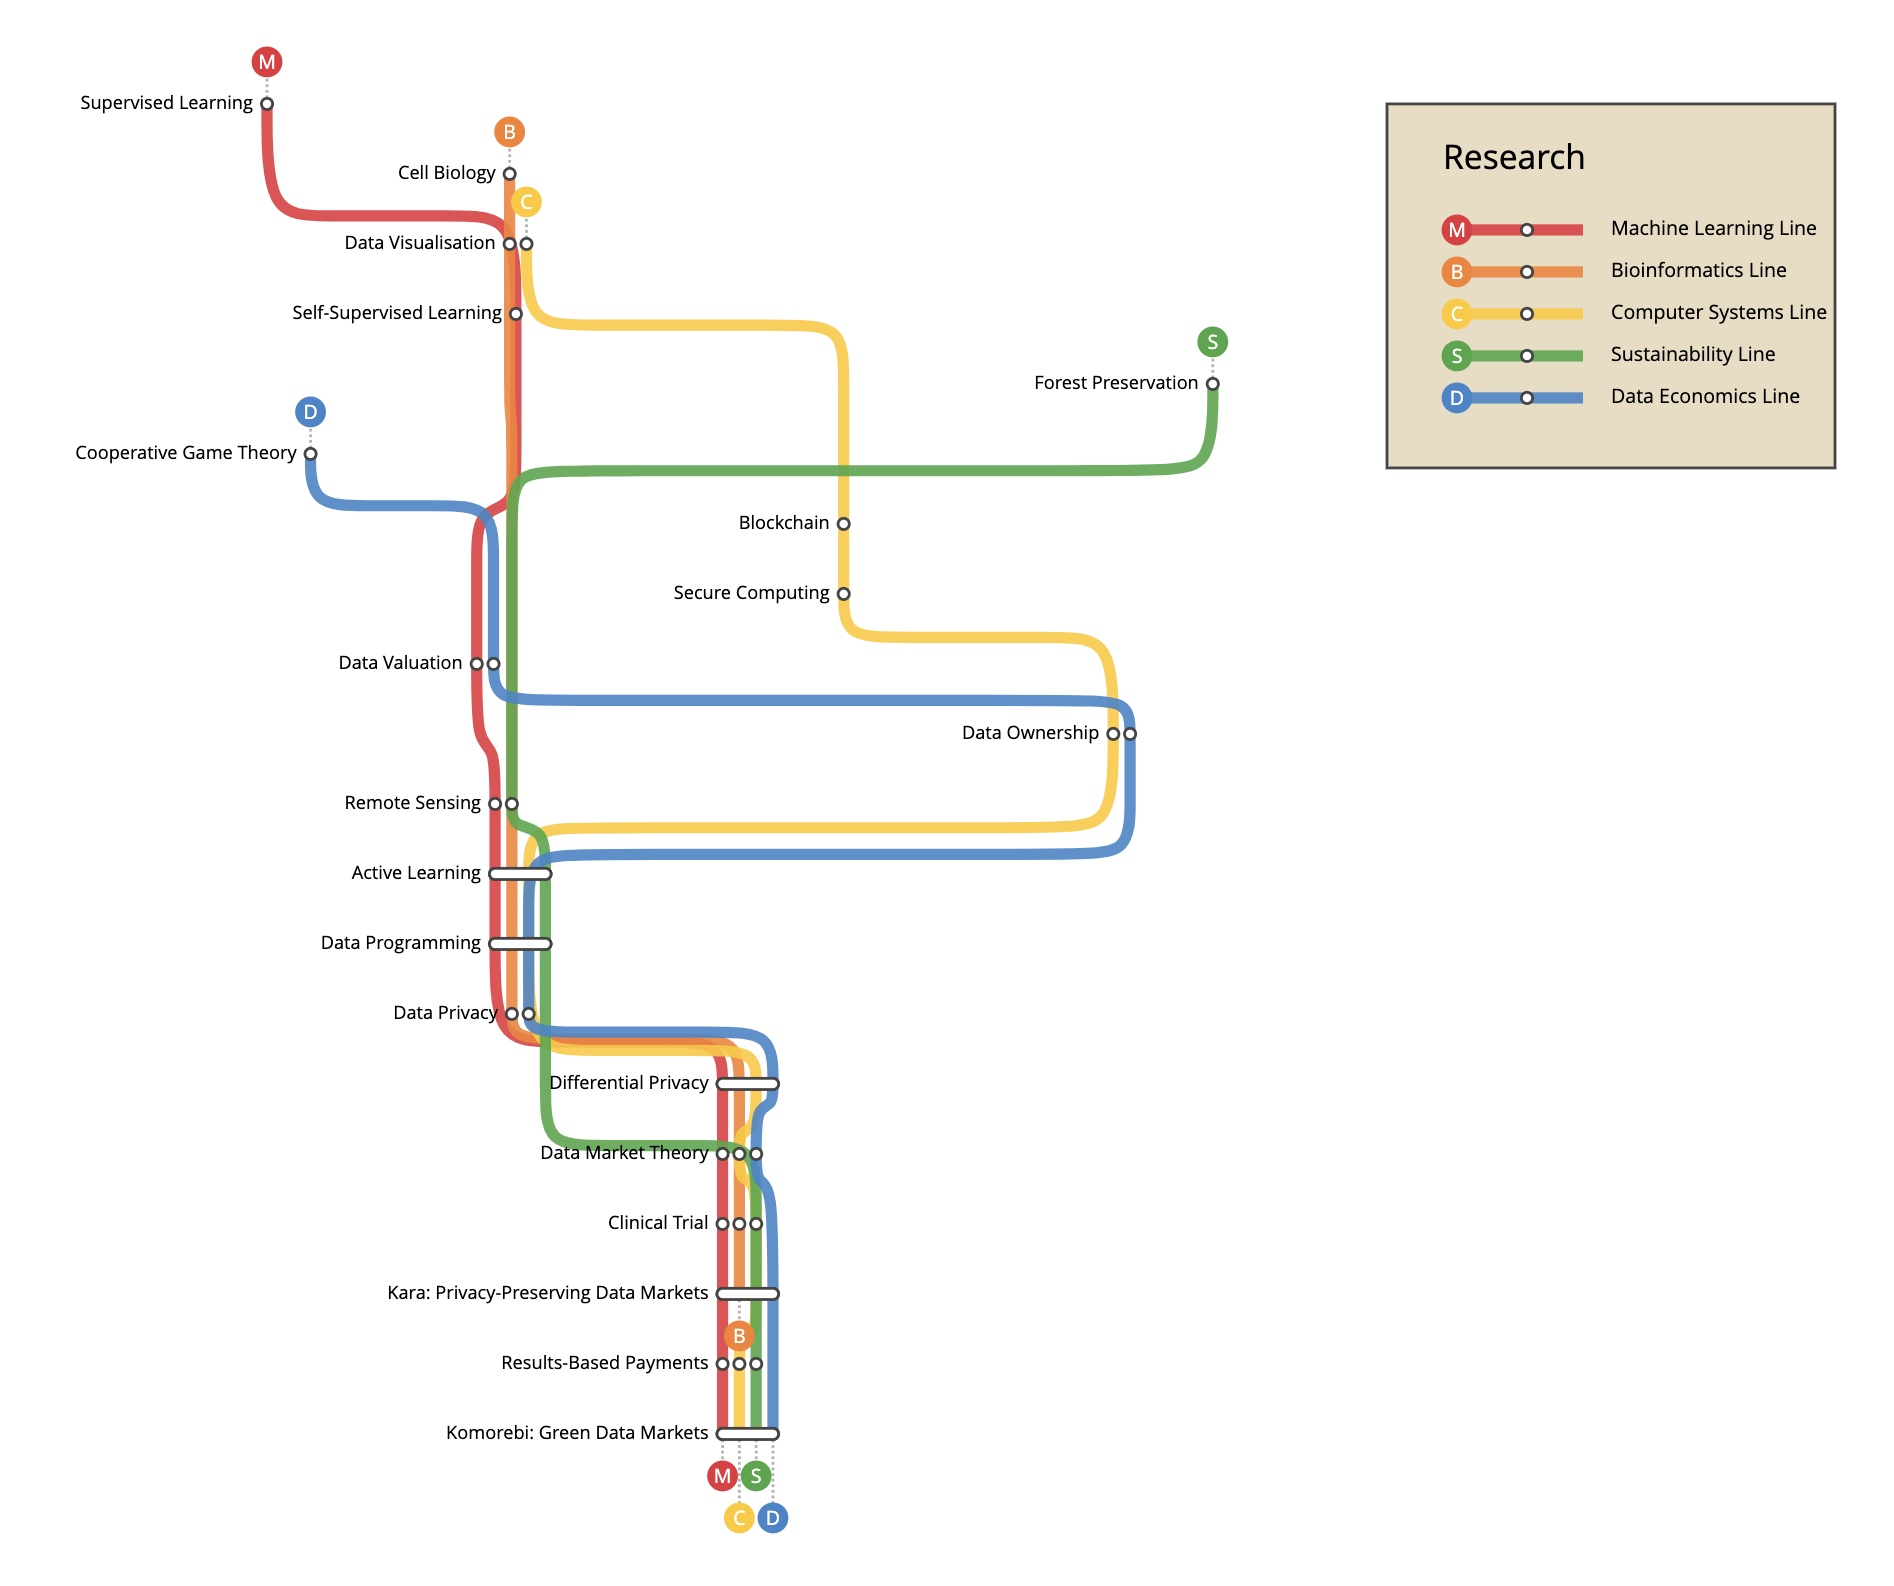 M
Supervised Learning
B
Cell Biology
C
Data Visualisation
Self-Supervised Learning
S
Forest Preservation
D
Cooperative Game Theory
Blockchain
Secure Computing
Data Valuation
Data Ownership
Remote Sensing
Active Learning
Data Programming
Data Privacy
Differential Privacy
Data Market Theory
Clinical Trial
Kara: Privacy-Preserving Data Markets
B
Results-Based Payments
Komorebi: Green Data Markets
M S
C D
Research
M Machine Learning Line
B Bioinformatics Line
C Computer Systems Line
S Sustainability Line
D Data Economics Line